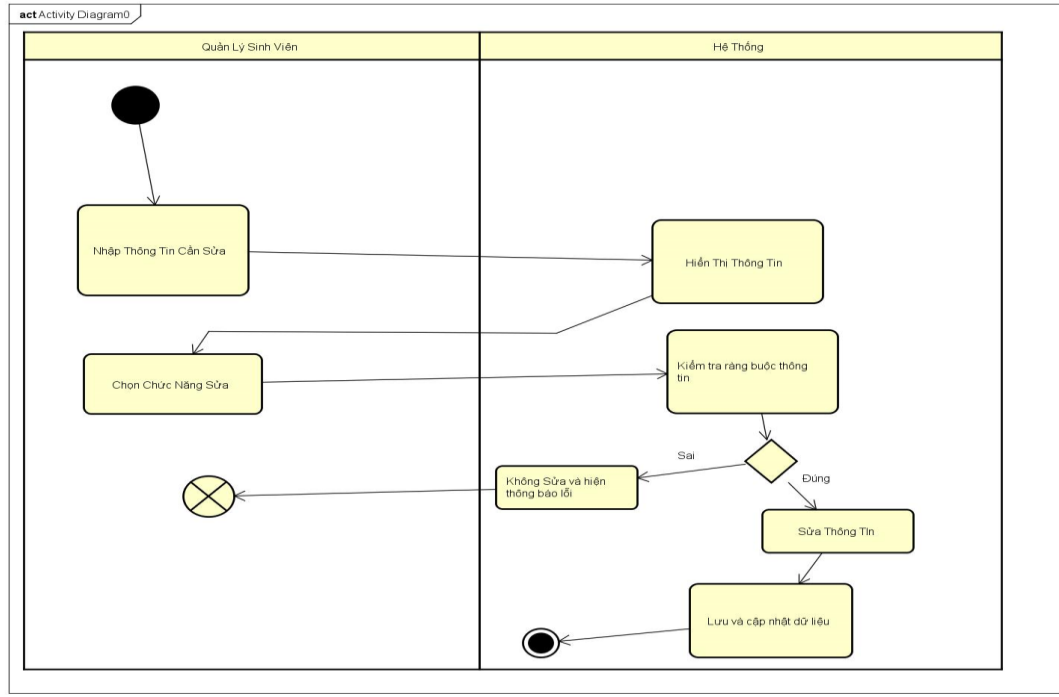 act Activity Diagram0
Quản Lý Sinh Viên
Hệ Thống
Nhập Thông Tin Cần Sửa
Hiển Thị Thông Tin
Chọn Chức Năng Sửa
Kiểm tra ràng buộc thông
tin
Sai
Đúng
Không Sửa và hiện
thông báo lỗi
Sửa Thông TIn
Lưu và cập nhật dữ liệu